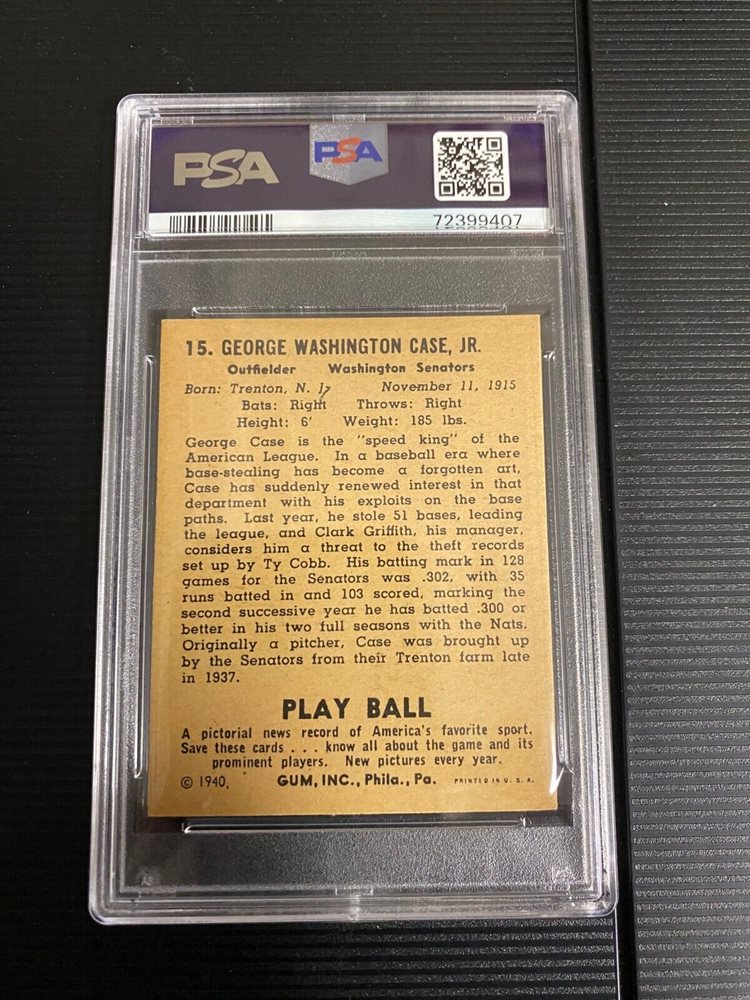 PSA
PSA
72399407
15. GEORGE WASHINGTON CASE, JR.
Outfielder Washington Senators
Born: Trenton, N. J. November 11, 1915
Bats: Right Throws: Right
Height: 6' Weight: 185 lbs.
George Case is the "speed king" of the
American League. In a baseball era where
base-stealing has become a forgotten art,
Case has suddenly renewed interest in that
department with his exploits on the base
paths. Last year, he stole 51 bases, leading
the league, and Clark Griffith, his manager,
considers him a threat to the theft records
set up by Ty Cobb. His batting mark in 128
games for the Senators was .302, with 35
runs batted in and 103 scored, marking the
second successive year he has batted .300 or
better in his two full seasons with the Nats.
Originally a pitcher, Case was brought up
by the Senators from their Trenton farm late
in 1937.
PLAY BALL
A pictorial news record of America's favorite sport.
Save these cards . . . know all about the game and its
prominent players. New pictures every year.
© 1940, GUM, INC., Phila., Pa. PRINTED IN U. S. A.